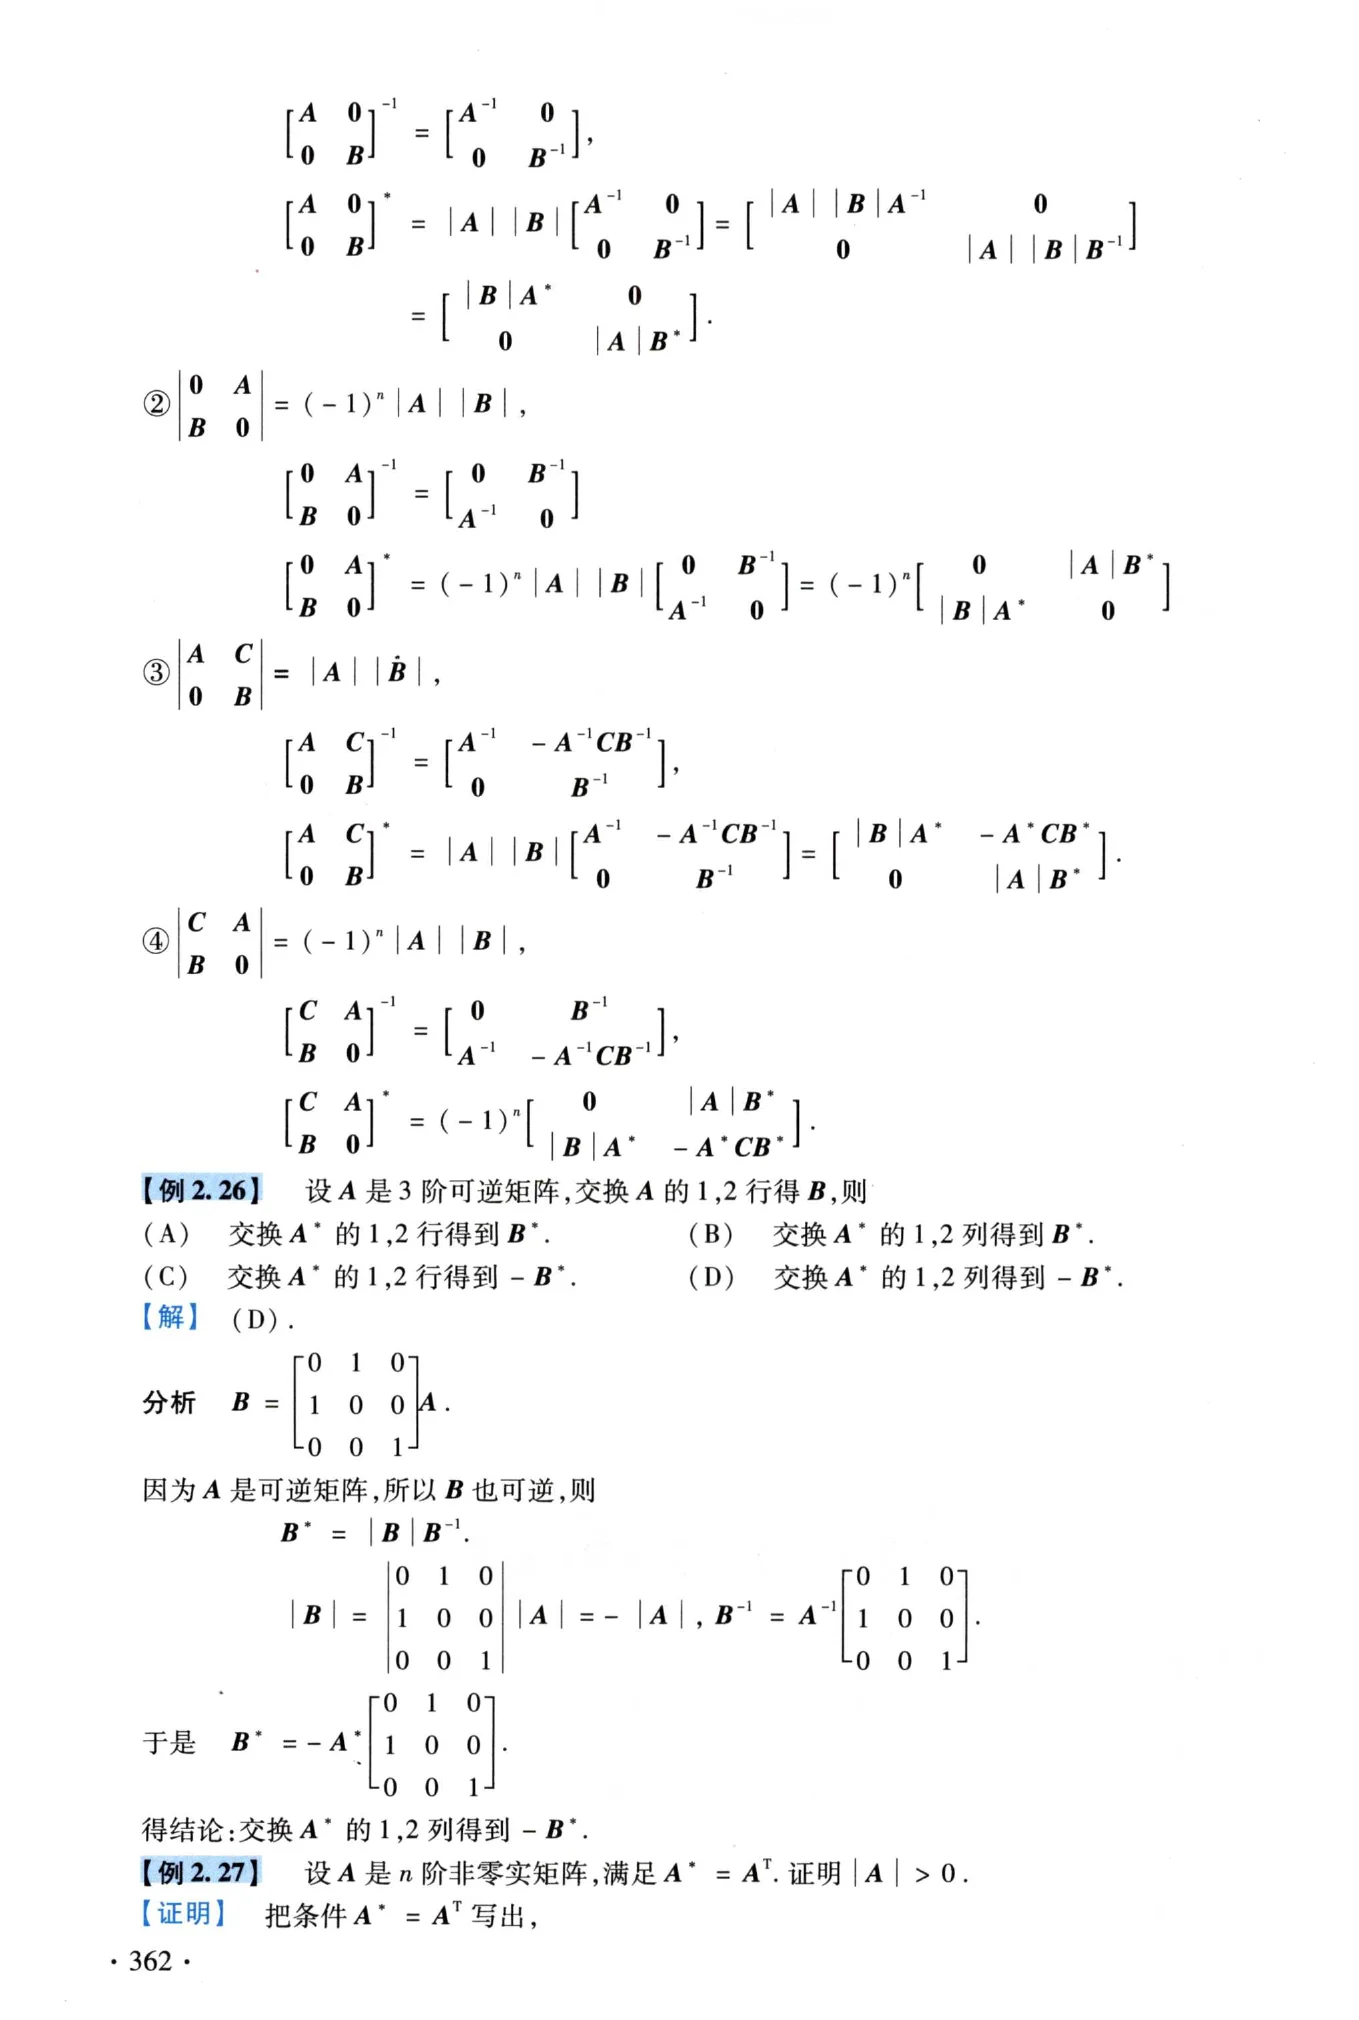 $\begin{bmatrix} A & 0 \\ 0 & B \end{bmatrix}^{-1} = \begin{bmatrix} A^{-1} & 0 \\ 0 & B^{-1} \end{bmatrix},$
$\begin{bmatrix} A & 0 \\ 0 & B \end{bmatrix}^{*} = |A||B| \begin{bmatrix} A^{-1} & 0 \\ 0 & B^{-1} \end{bmatrix} = \begin{bmatrix} |A||B|A^{-1} & 0 \\ 0 & |A||B|B^{-1} \end{bmatrix}$
$= \begin{bmatrix} |B|A^{*} & 0 \\ 0 & |A|B^{*} \end{bmatrix}.$
② $\begin{vmatrix} 0 & A \\ B & 0 \end{vmatrix} = (-1)^{n}|A||B|,$
$\begin{bmatrix} 0 & A \\ B & 0 \end{bmatrix}^{-1} = \begin{bmatrix} 0 & B^{-1} \\ A^{-1} & 0 \end{bmatrix}$
$\begin{bmatrix} 0 & A \\ B & 0 \end{bmatrix}^{*} = (-1)^{n}|A||B| \begin{bmatrix} 0 & B^{-1} \\ A^{-1} & 0 \end{bmatrix} = (-1)^{n} \begin{bmatrix} 0 & |A|B^{*} \\ |B|A^{*} & 0 \end{bmatrix}$
③ $\begin{vmatrix} A & C \\ 0 & B \end{vmatrix} = |A||B|,$
$\begin{bmatrix} A & C \\ 0 & B \end{bmatrix}^{-1} = \begin{bmatrix} A^{-1} & -A^{-1}CB^{-1} \\ 0 & B^{-1} \end{bmatrix},$
$\begin{bmatrix} A & C \\ 0 & B \end{bmatrix}^{*} = |A||B| \begin{bmatrix} A^{-1} & -A^{-1}CB^{-1} \\ 0 & B^{-1} \end{bmatrix} = \begin{bmatrix} |B|A^{*} & -A^{*}CB^{*} \\ 0 & |A|B^{*} \end{bmatrix}.$
④ $\begin{vmatrix} C & A \\ B & 0 \end{vmatrix} = (-1)^{n}|A||B|,$
$\begin{bmatrix} C & A \\ B & 0 \end{bmatrix}^{-1} = \begin{bmatrix} 0 & B^{-1} \\ A^{-1} & -A^{-1}CB^{-1} \end{bmatrix},$
$\begin{bmatrix} C & A \\ B & 0 \end{bmatrix}^{*} = (-1)^{n} \begin{bmatrix} 0 & |A|B^{*} \\ |B|A^{*} & -A^{*}CB^{*} \end{bmatrix}.$
【例2.26】 设 A 是 3 阶可逆矩阵,交换 A 的 1,2 行得 B,则
(A) 交换 $A^{*}$ 的 1,2 行得到 $B^{*}$. (B) 交换 $A^{*}$ 的 1,2 列得到 $B^{*}$.
(C) 交换 $A^{*}$ 的 1,2 行得到 $-B^{*}$. (D) 交换 $A^{*}$ 的 1,2 列得到 $-B^{*}$.
【解】 (D).
分析 $B = \begin{bmatrix} 0 & 1 & 0 \\ 1 & 0 & 0 \\ 0 & 0 & 1 \end{bmatrix} A.$
因为 A 是可逆矩阵,所以 B 也可逆,则
$B^{*} = |B|B^{-1}.$
$|B| = \begin{vmatrix} 0 & 1 & 0 \\ 1 & 0 & 0 \\ 0 & 0 & 1 \end{vmatrix} |A| = -|A|, B^{-1} = A^{-1} \begin{bmatrix} 0 & 1 & 0 \\ 1 & 0 & 0 \\ 0 & 0 & 1 \end{bmatrix}.$
于是 $B^{*} = -A^{*} \begin{bmatrix} 0 & 1 & 0 \\ 1 & 0 & 0 \\ 0 & 0 & 1 \end{bmatrix}.$
得结论:交换 $A^{*}$ 的 1,2 列得到 $-B^{*}$.
【例2.27】 设 A 是 n 阶非零实矩阵,满足 $A^{*} = A^{T}$. 证明 $|A| > 0$.
【证明】 把条件 $A^{*} = A^{T}$ 写出,
· 362 ·